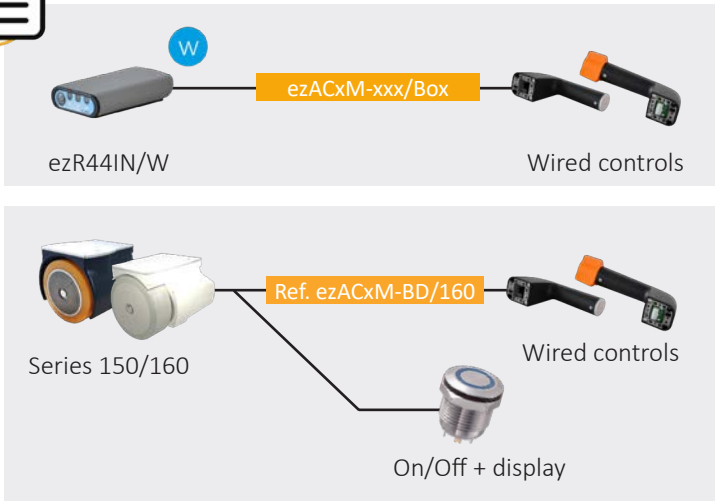 W
ezACxM-xxx/Box
ezR44IN/W
Wired controls
Ref. ezACxM-BD/160
Series 150/160
Wired controls
On/Off + display